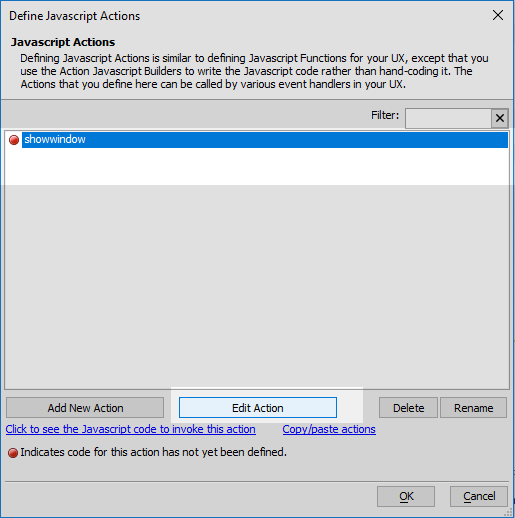 Define Javascript Actions
Javascript Actions
Defining Javascript Actions is similar to defining Javascript Functions for your UX, except that you
use the Action Javascript Builders to write the Javascript code rather than hand-coding it. The
Actions that you define here can be called by various event handlers in your UX.
Filter:
showwindow
Add New Action Edit Action Delete Rename
Click to see the Javascript code to invoke this action Copy/paste actions
Indicates code for this action has not yet been defined.
OK Cancel